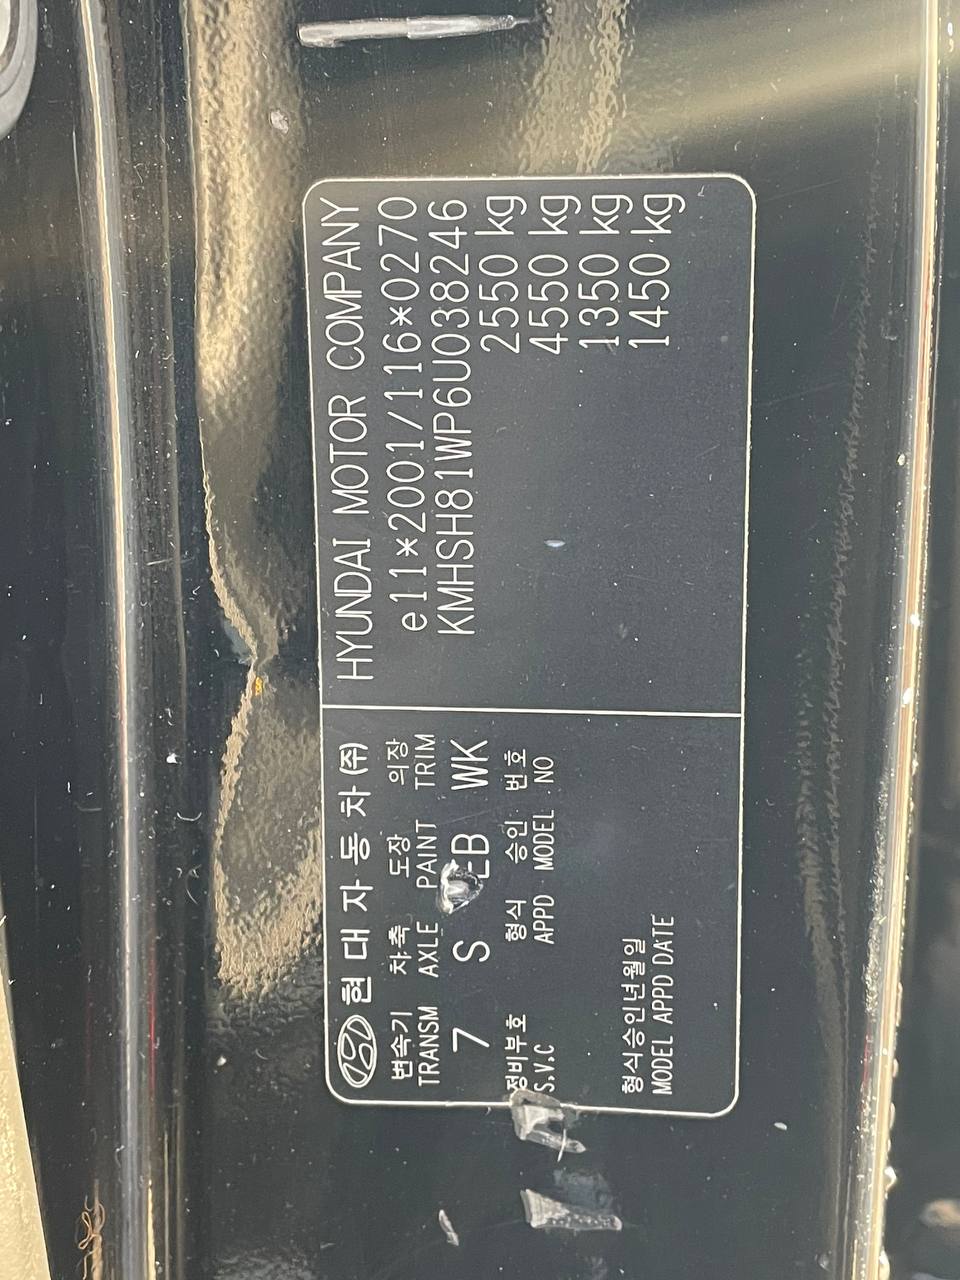 현대자동차(주)
변속기 차축 도장 의장
TRANSM AXLE PAINT TRIM
7 S EB WK
정비부호 형식 승인 번호
S.V.C APPD MODEL NO
형식승인년월일
MODEL APPD DATE
HYUNDAI MOTOR COMPANY
e11*2001/116*0270
KMHSH81WP6U038246
2550 kg
4550 kg
1350 kg
1450 kg